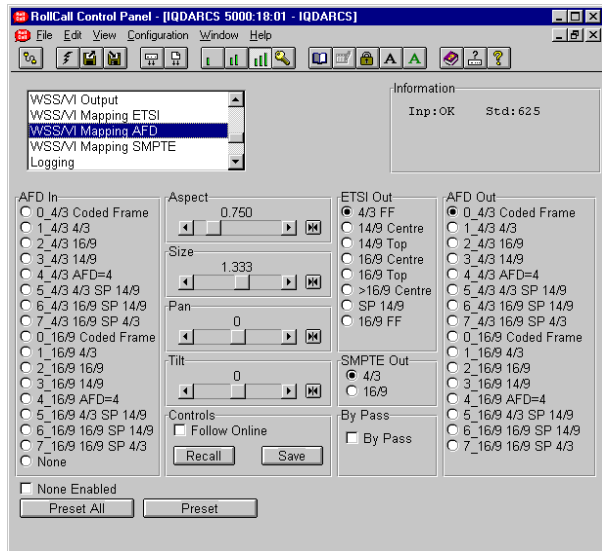 RollCall Control Panel - [IQDARCS 5000:18:01 - IQDARCS]
File Edit View Configuration Window Help
A A
WSS/VI Output
WSS/VI Mapping ETSI
WSS/VI Mapping AFD
WSS/VI Mapping SMPTE
Logging
Information
Inp:OK Std:625
AFD In
0_4/3 Coded Frame
1_4/3 4/3
2_4/3 16/9
3_4/3 14/9
4_4/3 AFD=4
5_4/3 4/3 SP 14/9
6_4/3 16/9 SP 14/9
7_4/3 16/9 SP 4/3
0_16/9 Coded Frame
1_16/9 4/3
2_16/9 16/9
3_16/9 14/9
4_16/9 AFD=4
5_16/9 4/3 SP 14/9
6_16/9 16/9 SP 14/9
7_16/9 16/9 SP 4/3
None
Aspect
0.750
Size
1.333
Pan
0
Tilt
0
Controls
Follow Online
Recall Save
ETSI Out
4/3 FF
14/9 Centre
14/9 Top
16/9 Centre
16/9 Top
>16/9 Centre
SP 14/9
16/9 FF
SMPTE Out
4/3
16/9
By Pass
By Pass
AFD Out
0_4/3 Coded Frame
1_4/3 4/3
2_4/3 16/9
3_4/3 14/9
4_4/3 AFD=4
5_4/3 4/3 SP 14/9
6_4/3 16/9 SP 14/9
7_4/3 16/9 SP 4/3
0_16/9 Coded Frame
1_16/9 4/3
2_16/9 16/9
3_16/9 14/9
4_16/9 AFD=4
5_16/9 4/3 SP 14/9
6_16/9 16/9 SP 14/9
7_16/9 16/9 SP 4/3
None Enabled
Preset All Preset